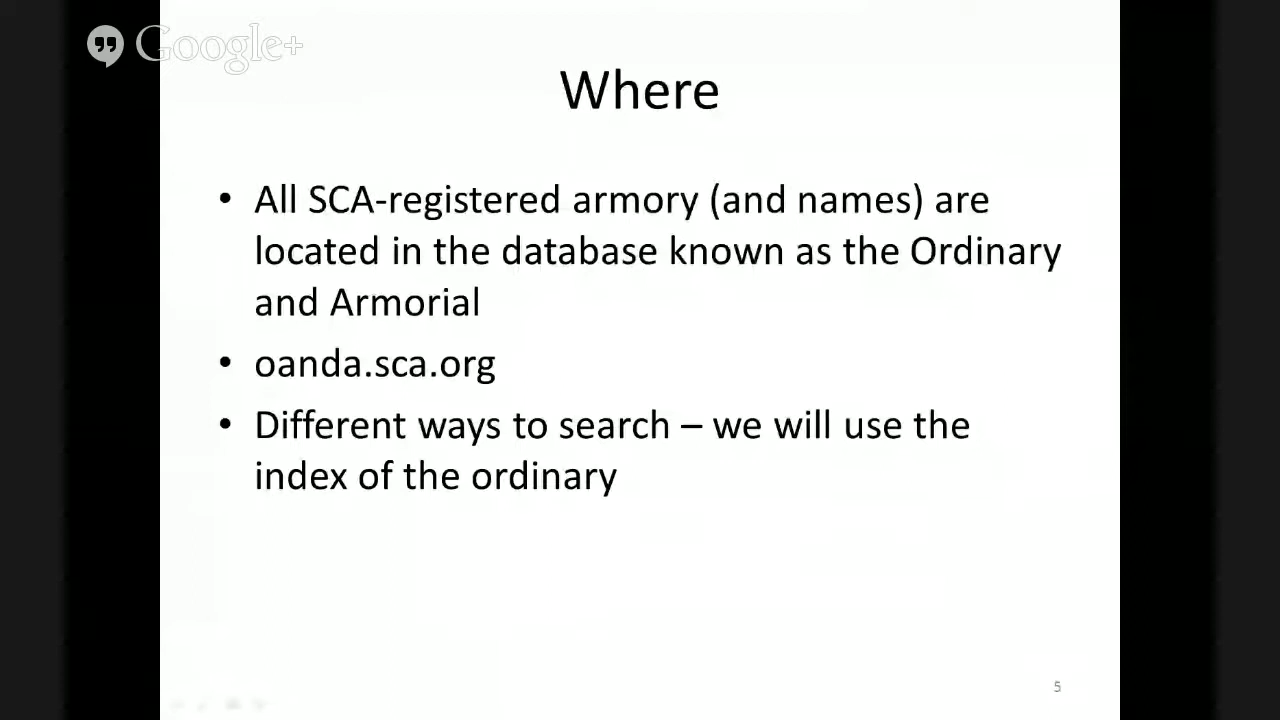 Google+
Where
• All SCA-registered armory (and names) are
located in the database known as the Ordinary
and Armorial
• oanda.sca.org
• Different ways to search – we will use the
index of the ordinary
5